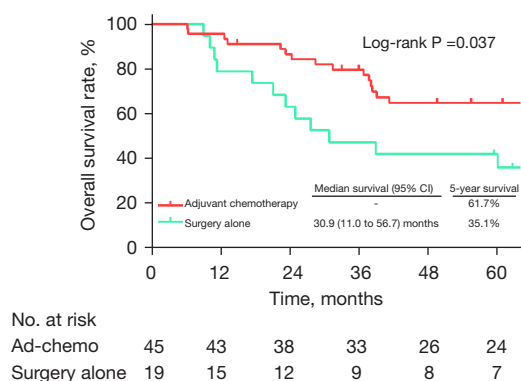 100
80
60
40
20
0
Overall survival rate, %
Log-rank P =0.037
Median survival (95% CI) 5-year survival
Adjuvant chemotherapy - 61.7%
Surgery alone 30.9 (11.0 to 56.7) months 35.1%
0 12 24 36 48 60
Time, months
No. at risk
Ad-chemo 45 43 38 33 26 24
Surgery alone 19 15 12 9 8 7